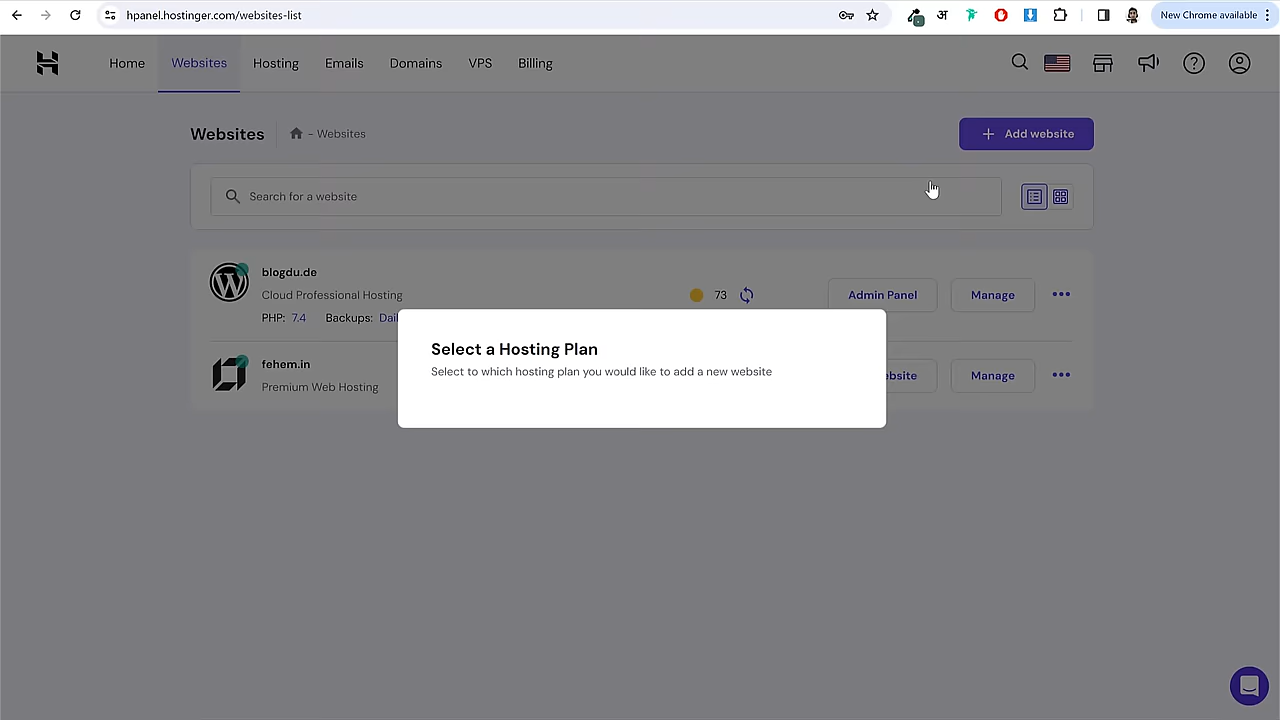 hpanel.hostinger.com/websites-list
अ
New Chrome available
Home
Websites
Hosting
Emails
Domains
VPS
Billing
Websites
- Websites
+ Add website
Search for a website
blogdu.de
Cloud Professional Hosting
73
Admin Panel
Manage
PHP: 7.4 Backups: Dail
Select a Hosting Plan
Select to which hosting plan you would like to add a new website
fehem.in
Premium Web Hosting
ebsite
Manage